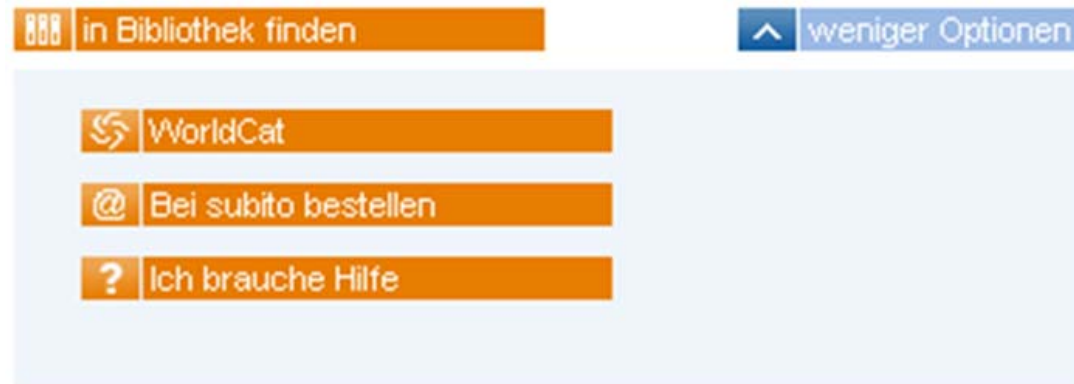 in Bibliothek finden
weniger Optionen
WorldCat
@ Bei subito bestellen
? Ich brauche Hilfe